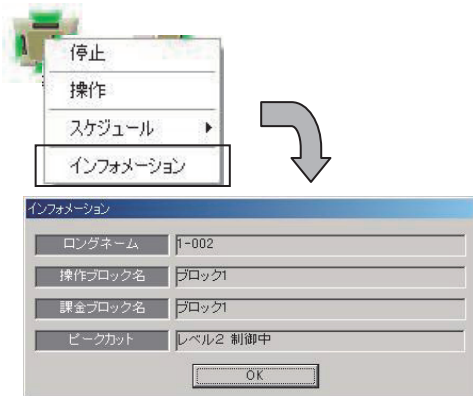 停止
操作
スケジュール
インフォメーション
インフォメーション
ロングネーム 1-002
操作ブロック名 ブロック1
課金ブロック名 ブロック1
ピークカット レベル2 制御中
OK